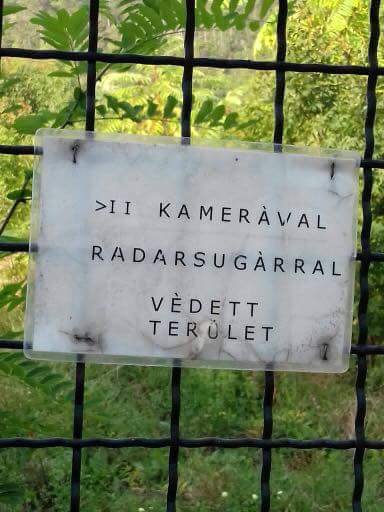 >II KAMERÀVAL
RADARSUGÀRRAL
VÈDETT
TERÜLET